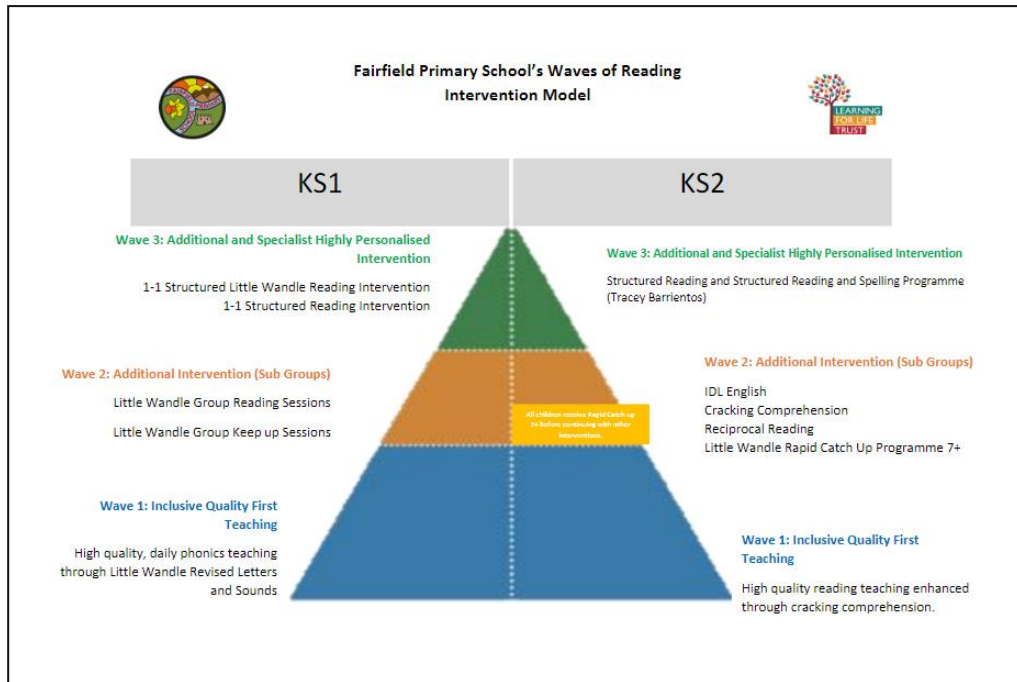 Fairfield Primary School's Waves of Reading
Intervention Model
LEARNING
FOR LIFE
TRUST
KS1
KS2
Wave 3: Additional and Specialist Highly Personalised
Intervention
1-1 Structured Little Wandle Reading Intervention
1-1 Structured Reading Intervention
Wave 3: Additional and Specialist Highly Personalised Intervention
Structured Reading and Structured Reading and Spelling Programme
(Tracey Barrientos)
Wave 2: Additional Intervention (Sub Groups)
Little Wandle Group Reading Sessions
Little Wandle Group Keep up Sessions
Wave 2: Additional Intervention (Sub Groups)
IDL English
Cracking Comprehension
Reciprocal Reading
Little Wandle Rapid Catch Up Programme 7+
All children receive Rapid Catch up
7+ before continuing with other
interventions.
Wave 1: Inclusive Quality First
Teaching
High quality, daily phonics teaching
through Little Wandle Revised Letters
and Sounds
Wave 1: Inclusive Quality First
Teaching
High quality reading teaching enhanced
through cracking comprehension.